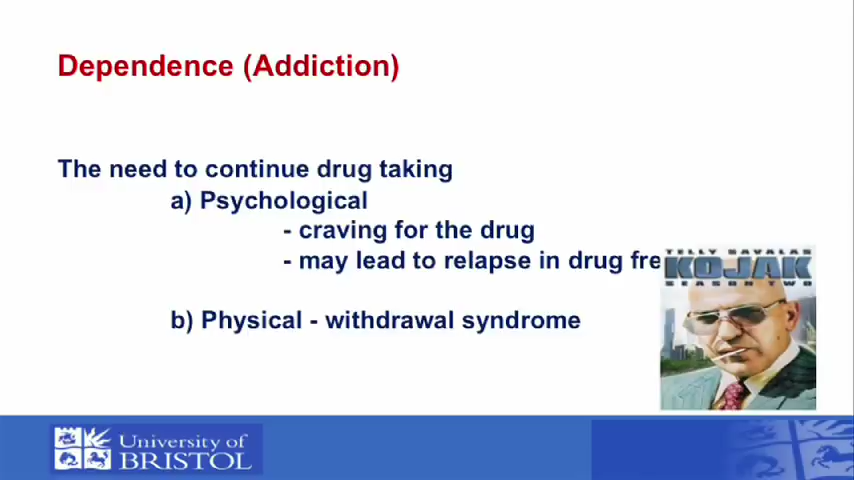 Dependence (Addiction)
The need to continue drug taking
a) Psychological
- craving for the drug
- may lead to relapse in drug fre
TELLY SAVALAS
KOJAK
SEASON TWO
b) Physical - withdrawal syndrome
University of
BRISTOL